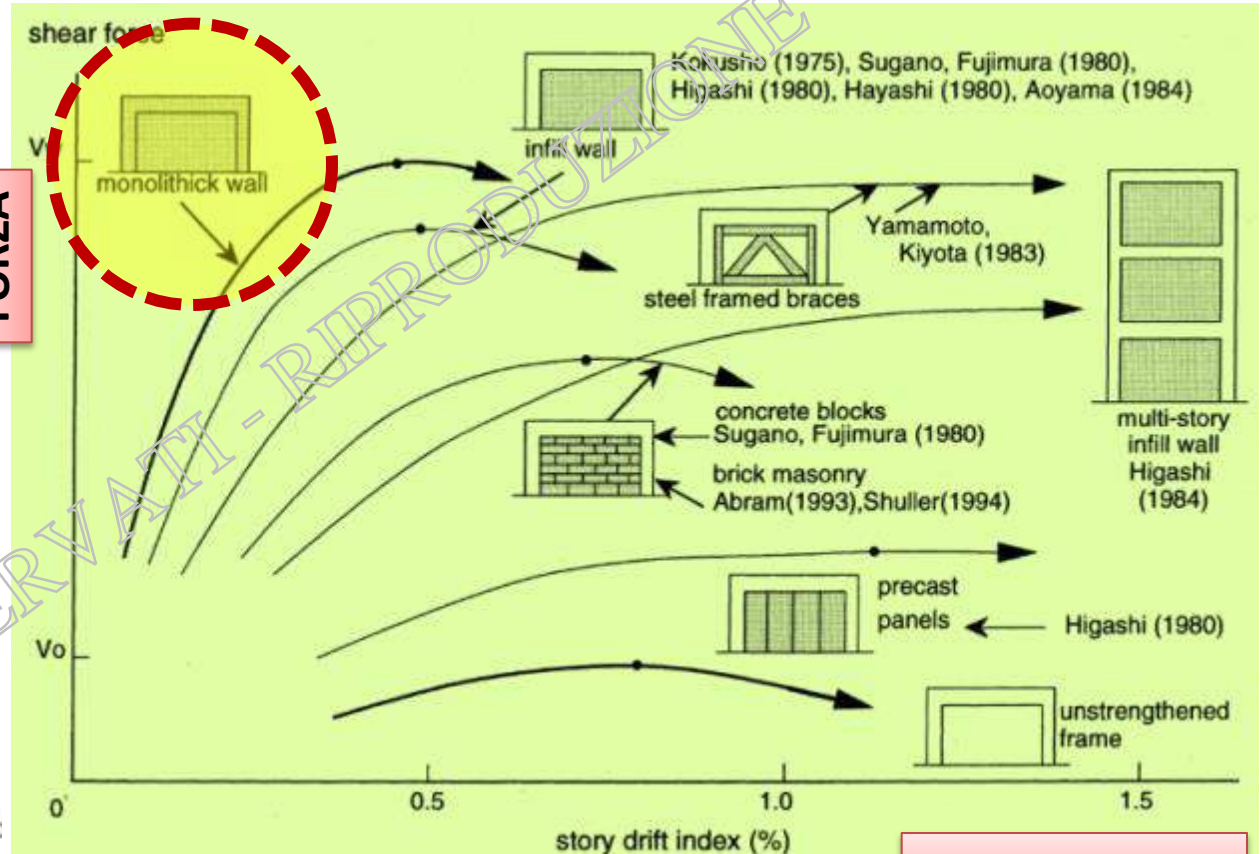 shear force
Kokusho (1975), Sugano, Fujimura (1980),
Higashi (1980), Hayashi (1980), Aoyama (1984)
infill wall
monolithick wall
FORZA
Yamamoto,
Kiyota (1983)
steel framed braces
concrete blocks
Sugano, Fujimura (1980)
brick masonry
Abram(1993),Shuller(1994)
multi-story
infill wall
Higashi
(1984)
precast
panels
Higashi (1980)
Vo
unstrengthened
frame
0
0.5
1.0
1.5
story drift index (%)
ERVATI - RIPRODUZIONE